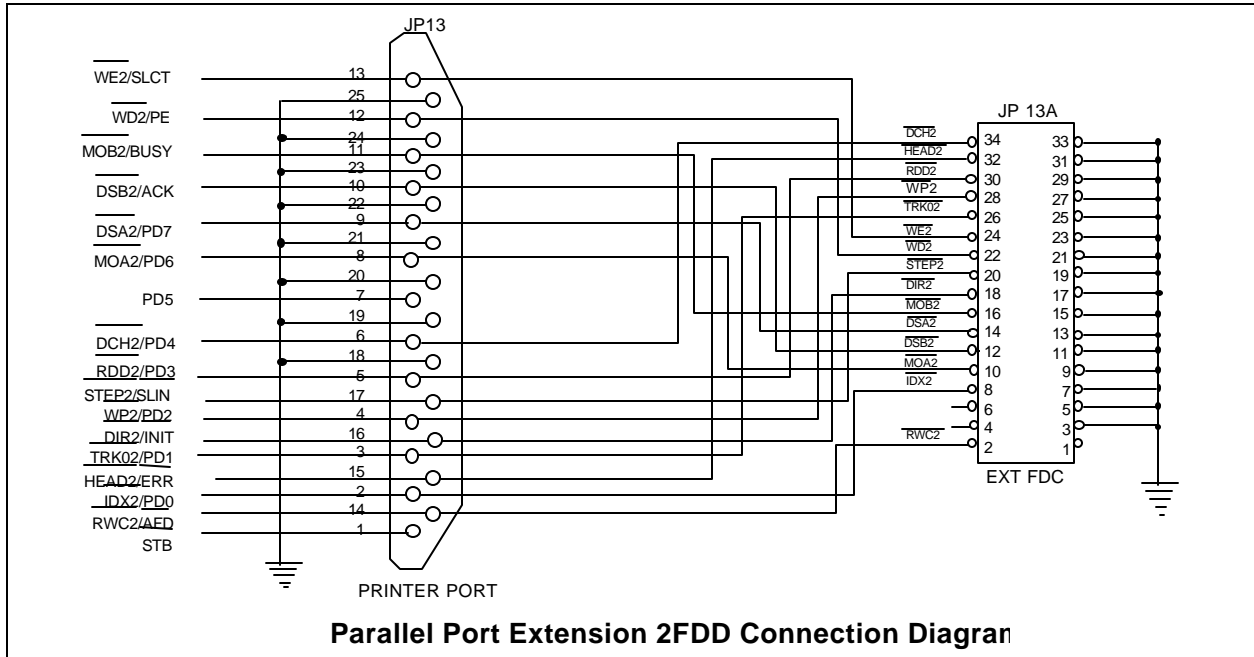 JP13
WE2/SLCT
13
25
WD2/PE
12
24
MOB2/BUSY
11
23
DSB2/ACK
10
22
DSA2/PD7
9
21
MOA2/PD6
8
20
PD5
7
19
DCH2/PD4
6
18
RDD2/PD3
5
STEP2/SLIN
17
WP2/PD2
4
DIR2/INIT
16
TRK02/PD1
3
HEAD2/ERR
15
IDX2/PD0
2
RWC2/AFD
14
STB
1
PRINTER PORT
JP 13A
DCH2
34
33
HEAD2
32
31
RDD2
30
29
WP2
28
27
TRK02
26
25
WE2
24
23
WD2
22
21
STEP2
20
19
DIR2
18
17
MOB2
16
15
DSA2
14
13
DSB2
12
11
MOA2
10
9
IDX2
8
7
6
5
4
3
RWC2
2
1
EXT FDC
Parallel Port Extension 2FDD Connection Diagran